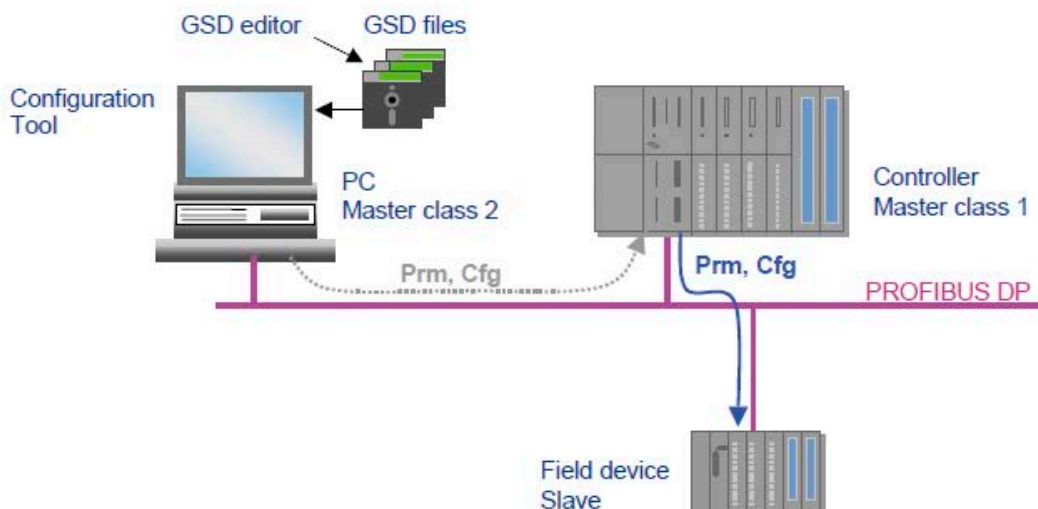 GSD editor
GSD files
Configuration
Tool
PC
Master class 2
Controller
Master class 1
Prm, Cfg
Prm, Cfg
PROFIBUS DP
Field device
Slave